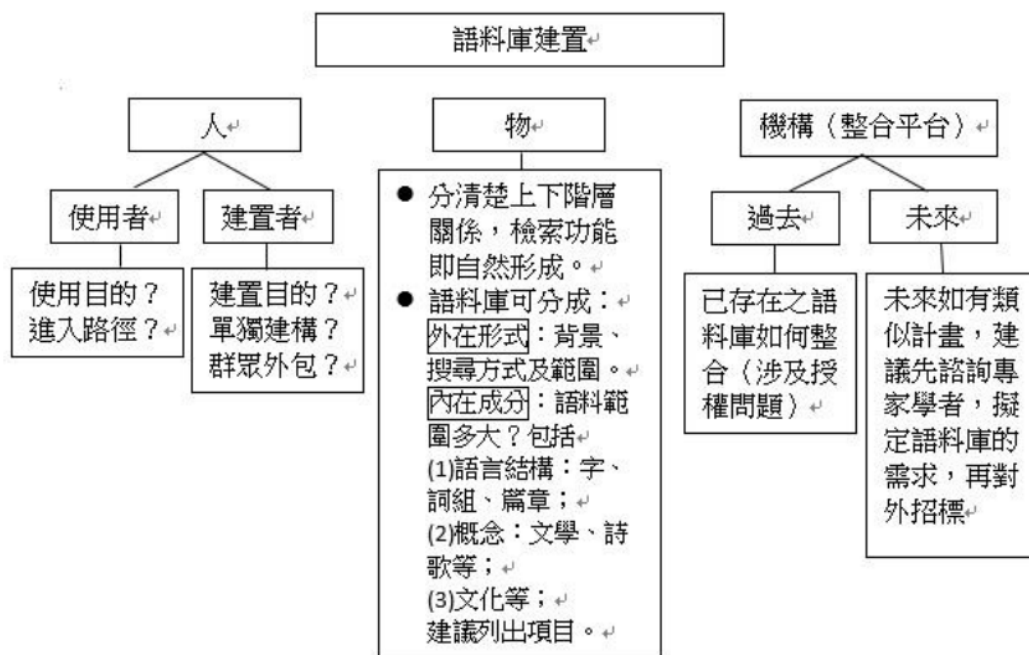 語料庫建置
人
物
機構（整合平台）
使用者
建置者
過去
未來
使用目的？
進入路徑？
建置目的？
單獨建構？
群眾外包？
● 分清楚上下階層
關係，檢索功能
即自然形成。
● 語料庫可分成：
外在形式：背景、
搜尋方式及範圍。
內在成分：語料範
圍多大？包括
(1)語言結構：字、
詞組、篇章；
(2)概念：文學、詩
歌等；
(3)文化等；
建議列出項目。
已存在之語
料庫如何整
合（涉及授
權問題）
未來如有類
似計畫，建
議先諮詢專
家學者，擬
定語料庫的
需求，再對
外招標